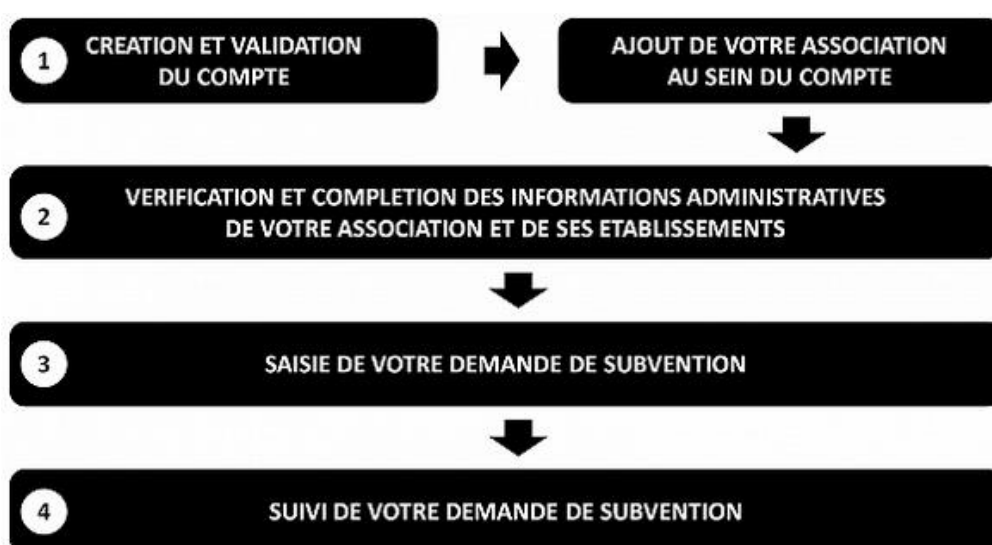 1
CREATION ET VALIDATION
DU COMPTE
AJOUT DE VOTRE ASSOCIATION
AU SEIN DU COMPTE
2
VERIFICATION ET COMPLETION DES INFORMATIONS ADMINISTRATIVES
DE VOTRE ASSOCIATION ET DE SES ETABLISSEMENTS
3
SAISIE DE VOTRE DEMANDE DE SUBVENTION
4
SUIVI DE VOTRE DEMANDE DE SUBVENTION